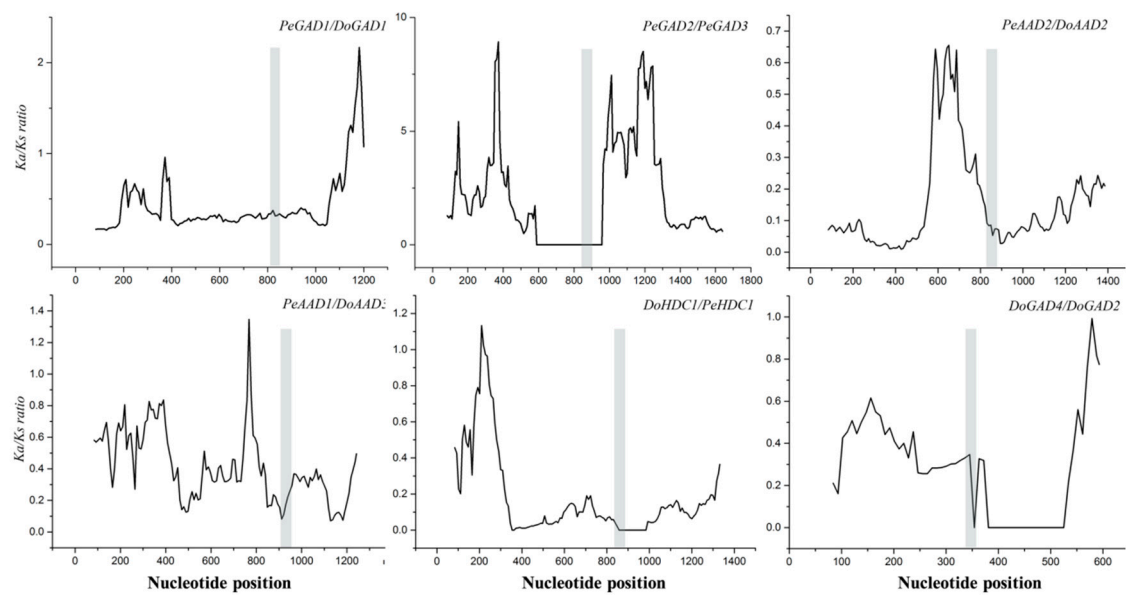 PeGAD1/DoGAD1
PeGAD2/PeGAD3
PeAAD2/DoAAD2
Ka/Ks ratio
2
1
0
0 200 400 600 800 1000 1200
10
5
0
0 200 400 600 800 1000 1200 1400 1600 1800
0.7
0.6
0.5
0.4
0.3
0.2
0.1
0.0
0 200 400 600 800 1000 1200 1400
PeAAD1/DoAAD3
DoHDC1/PeHDC1
DoGAD4/DoGAD2
Ka/Ks ratio
1.4
1.2
1.0
0.8
0.6
0.4
0.2
0.0
0 200 400 600 800 1000 1200
1.2
1.0
0.8
0.6
0.4
0.2
0.0
0 200 400 600 800 1000 1200 1400
1.0
0.8
0.6
0.4
0.2
0.0
0 100 200 300 400 500 600
Nucleotide position
Nucleotide position
Nucleotide position